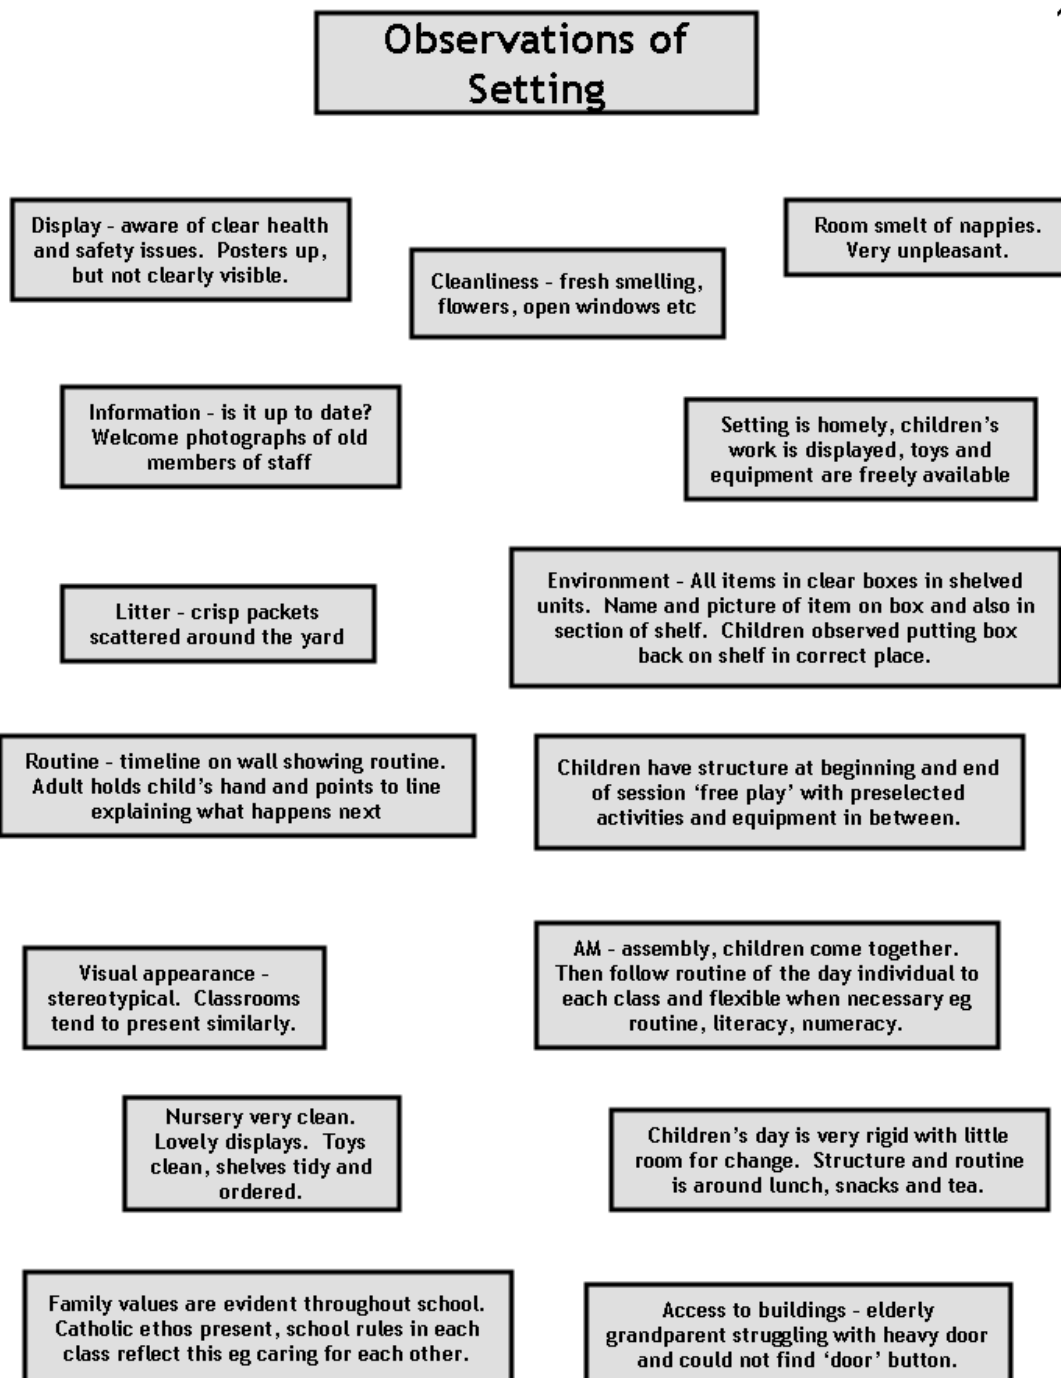 Observations of
Setting
Display - aware of clear health
and safety issues.  Posters up,
but not clearly visible.
Cleanliness - fresh smelling,
flowers, open windows etc
Room smelt of nappies.
Very unpleasant.
Information - is it up to date?
Welcome photographs of old
members of staff
Setting is homely, children's
work is displayed, toys and
equipment are freely available
Litter - crisp packets
scattered around the yard
Environment - All items in clear boxes in shelved
units.  Name and picture of item on box and also in
section of shelf.  Children observed putting box
back on shelf in correct place.
Routine - timeline on wall showing routine.
Adult holds child's hand and points to line
explaining what happens next
Children have structure at beginning and end
of session 'free play' with preselected
activities and equipment in between.
Visual appearance -
stereotypical.  Classrooms
tend to present similarly.
AM - assembly, children come together.
Then follow routine of the day individual to
each class and flexible when necessary eg
routine, literacy, numeracy.
Nursery very clean.
Lovely displays.  Toys
clean, shelves tidy and
ordered.
Children's day is very rigid with little
room for change.  Structure and routine
is around lunch, snacks and tea.
Family values are evident throughout school.
Catholic ethos present, school rules in each
class reflect this eg caring for each other.
Access to buildings - elderly
grandparent struggling with heavy door
and could not find 'door' button.